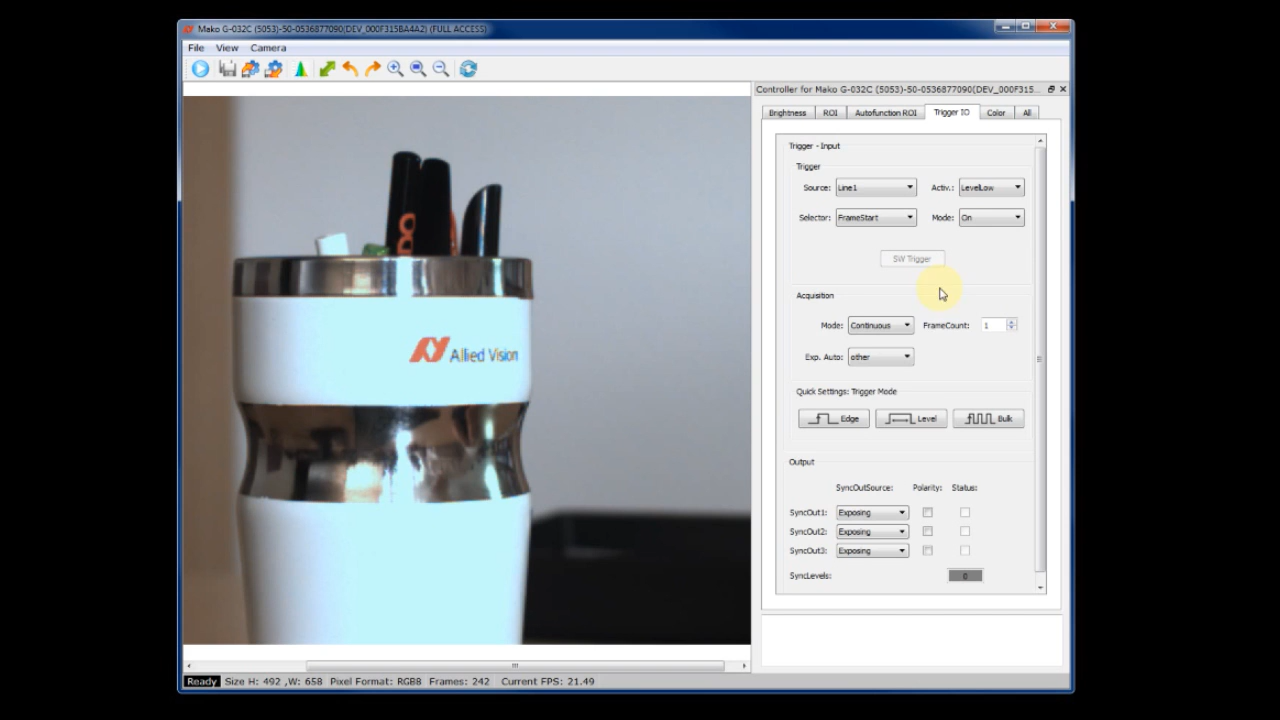 Mako G-032C (5053)-50-0536877090(DEV_000F315BA4A2) (FULL ACCESS)
File View Camera
Controller for Mako G-032C (5053)-50-0536877090(DEV_000F315...
Brightness ROI Autofunction ROI Trigger IO Color All
Trigger - Input
Trigger
Source: Line1 Activ.: LevelLow
Selector: FrameStart Mode: On
SW Trigger
Acquisition
Mode: Continuous FrameCount: 1
Exp. Auto: other
Quick Settings: Trigger Mode
Edge Level Bulk
Output
SyncOutSource: Polarity: Status:
SyncOut1: Exposing
SyncOut2: Exposing
SyncOut3: Exposing
SyncLevels: 0
Allied Vision
Ready Size H: 492 ,W: 658 Pixel Format: RGB8 Frames: 242 Current FPS: 21.49